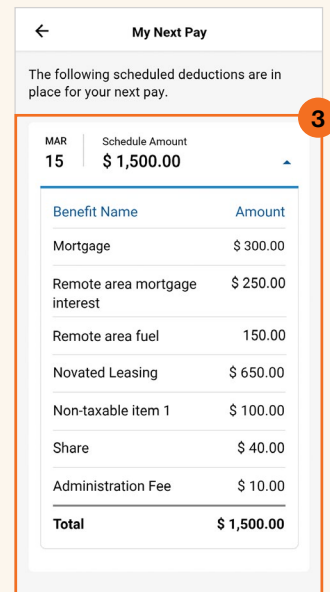 My Next Pay
The following scheduled deductions are in
place for your next pay.
3
MAR
15
Schedule Amount
$ 1,500.00
Benefit Name Amount
Mortgage $ 300.00
Remote area mortgage $ 250.00
interest
Remote area fuel 150.00
Novated Leasing $ 650.00
Non-taxable item 1 $ 100.00
Share $ 40.00
Administration Fee $ 10.00
Total $ 1,500.00